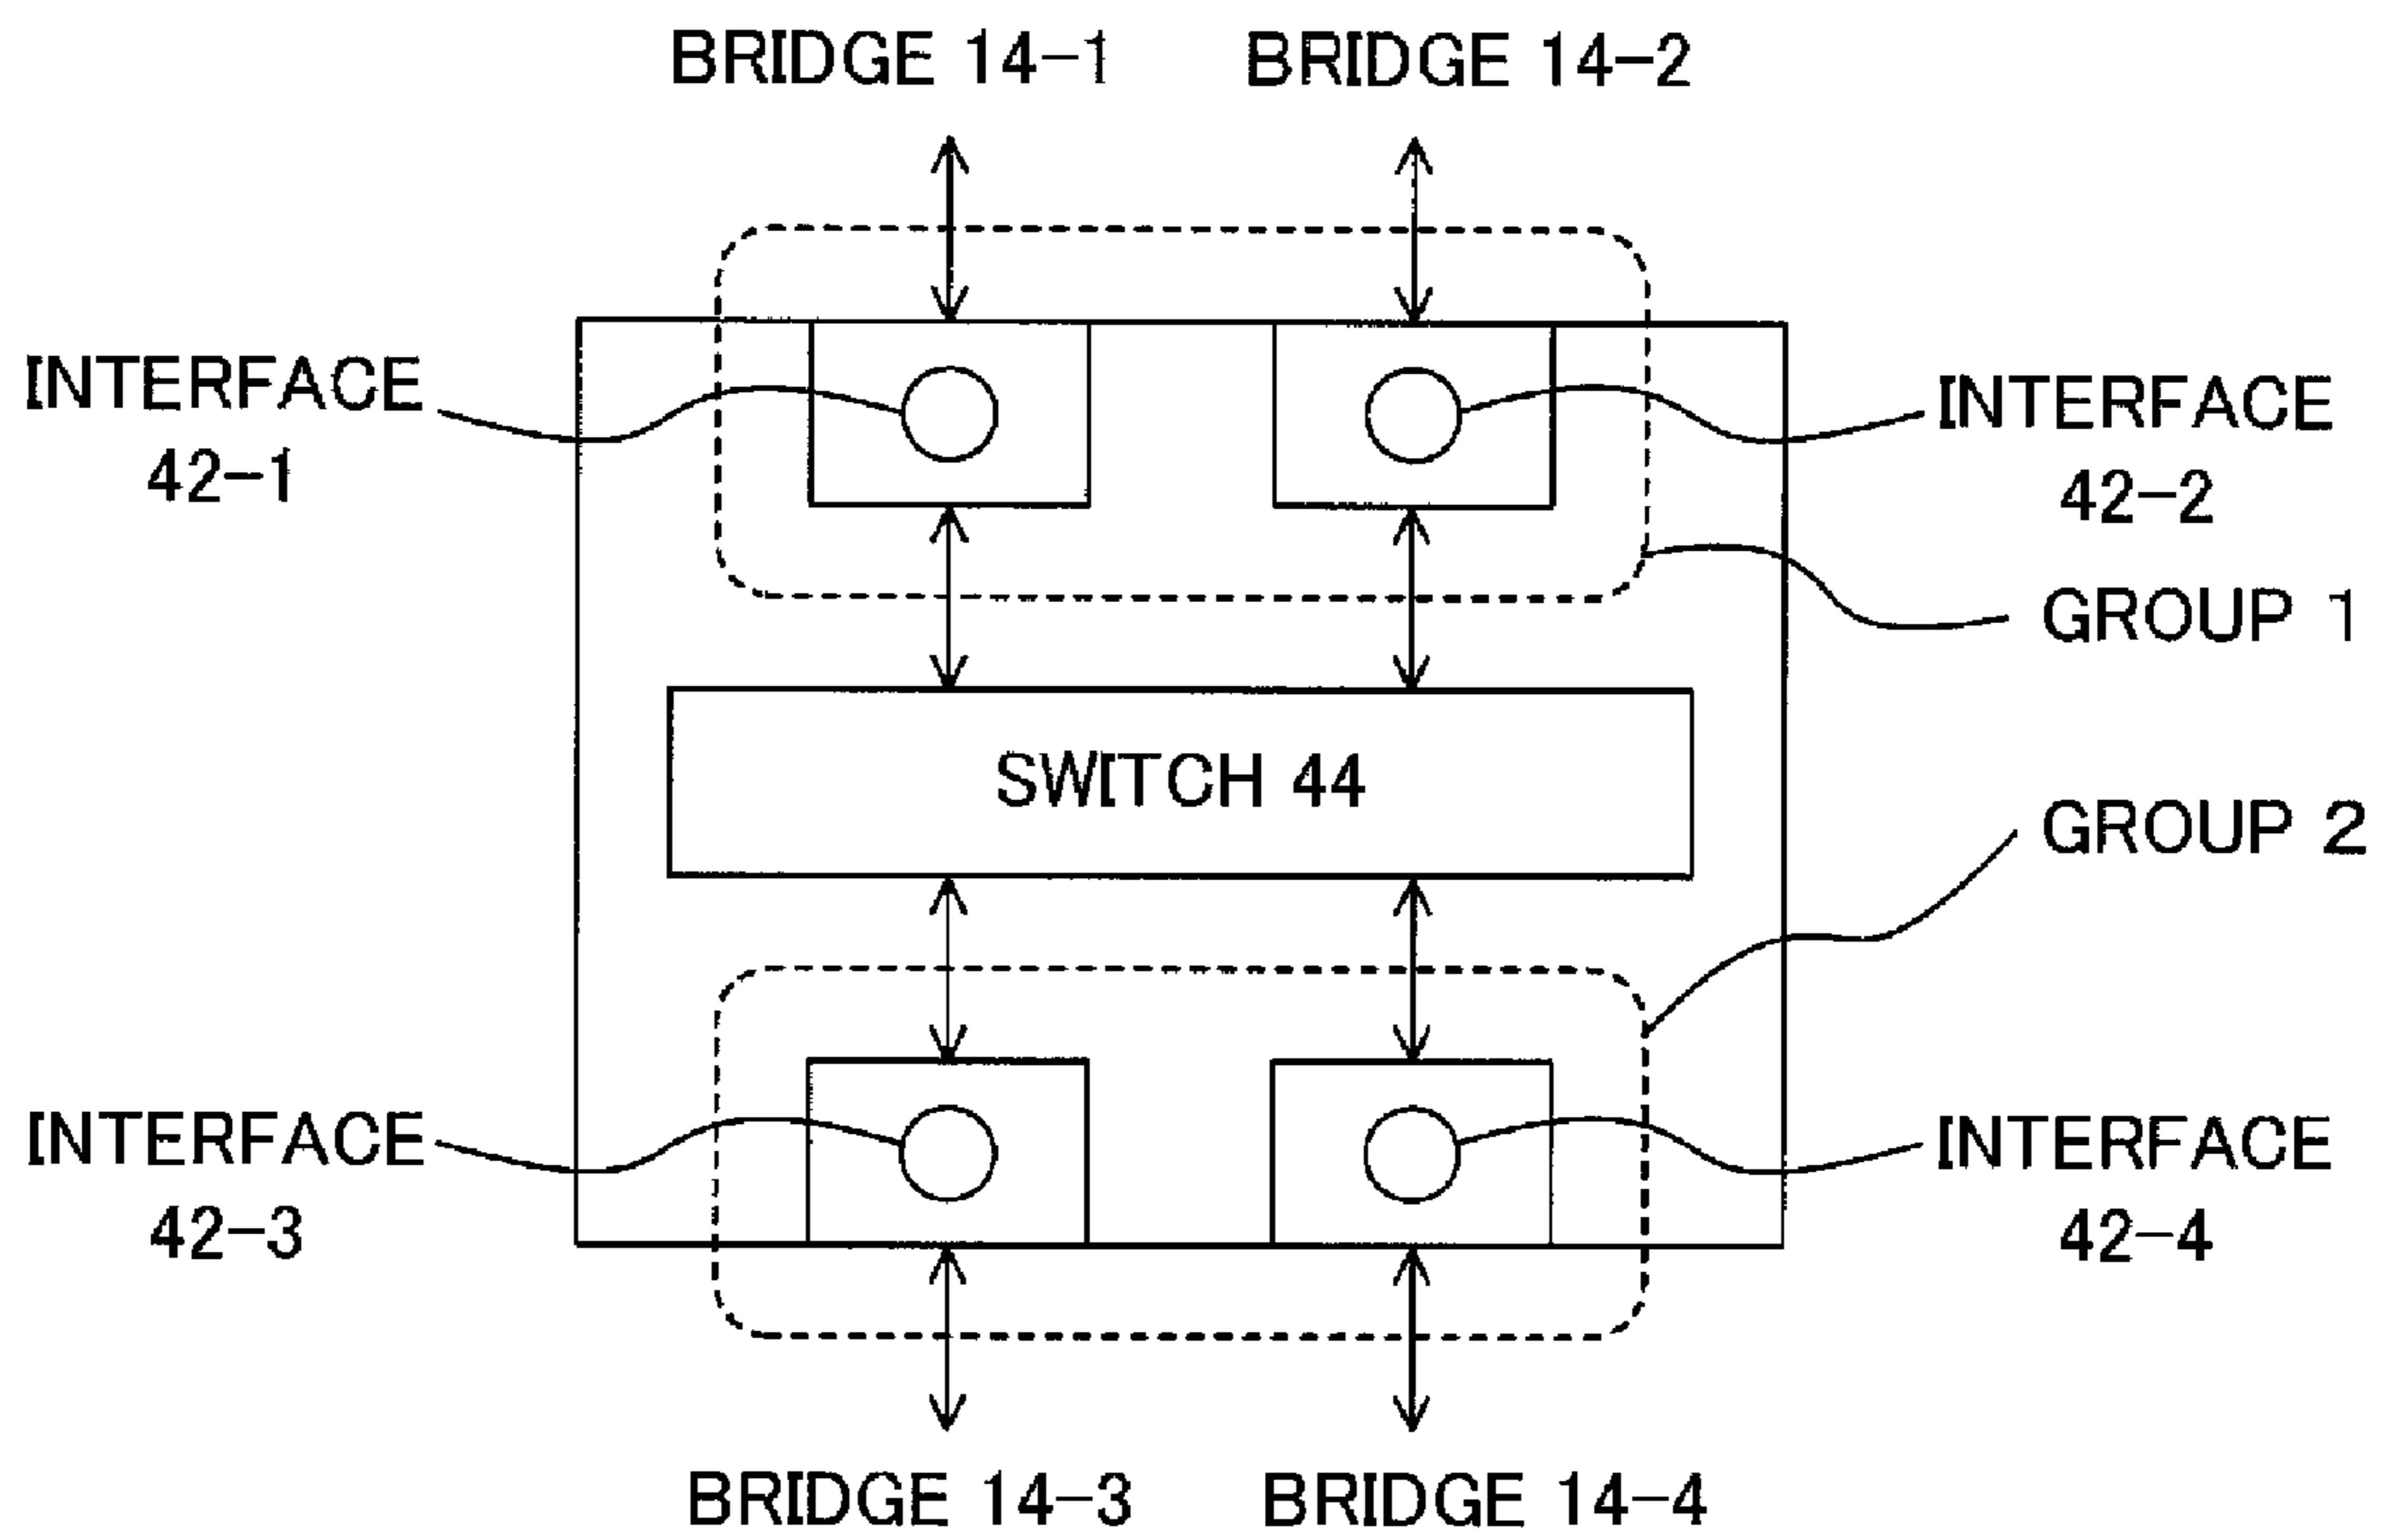 BRIDGE 14-1
BRIDGE 14-2
INTERFACE
42-1
INTERFACE
42-2
GROUP 1
SWITCH 44
GROUP 2
INTERFACE
42-3
INTERFACE
42-4
BRIDGE 14-3
BRIDGE 14-4